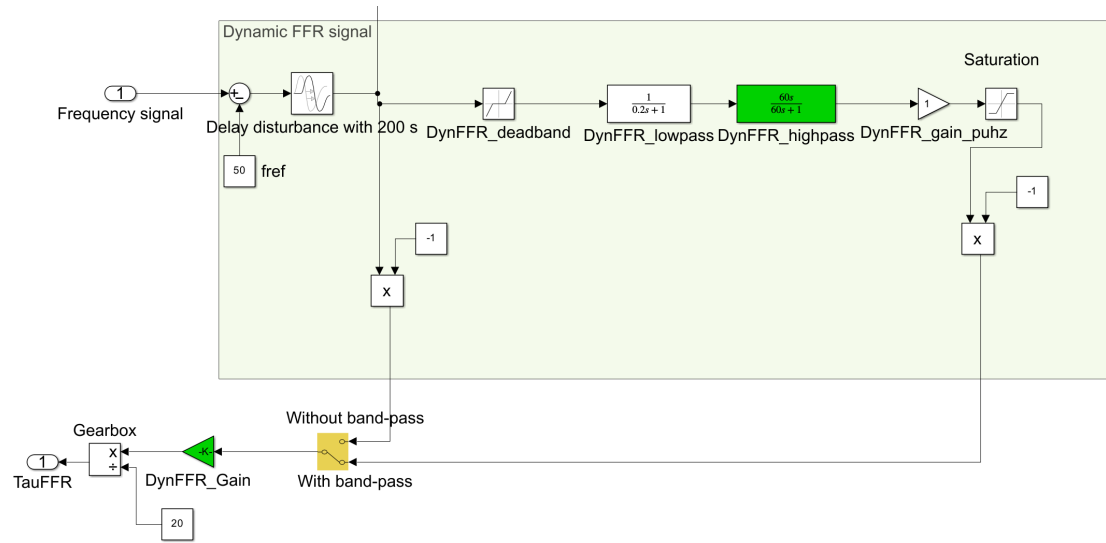 Dynamic FFR signal
Saturation
1
Frequency signal
+
-
Delay disturbance with 200 s
DynFFR_deadband
1
0.2s + 1
DynFFR_lowpass
60s
60s + 1
DynFFR_highpass
1
DynFFR_gain_puhz
50
fref
-1
-1
x
x
Without band-pass
Gearbox
x
÷
-K-
1
TauFFR
DynFFR_Gain
With band-pass
20